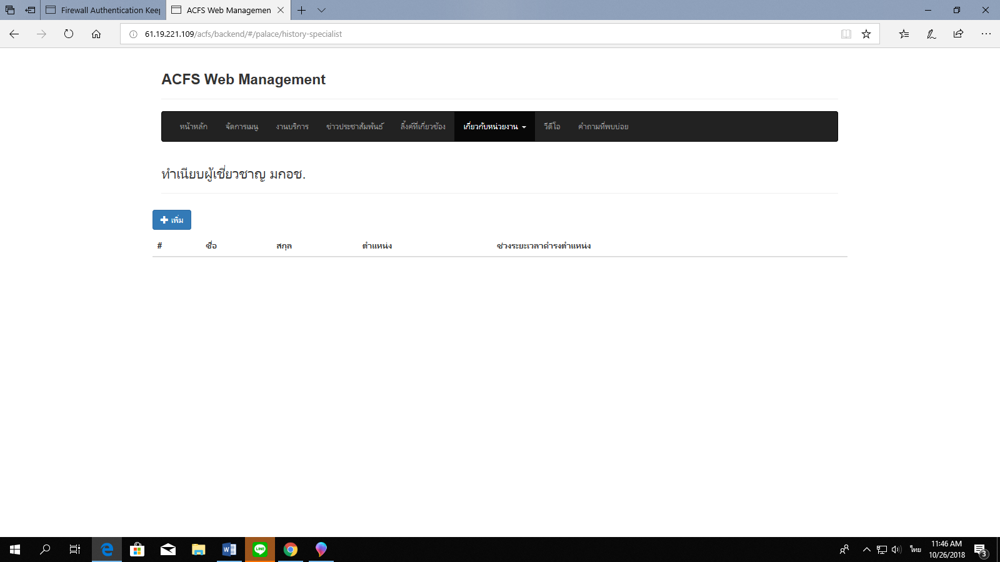 Firewall Authentication Keep
ACFS Web Managemen
61.19.221.109/acfs/backend/#/palace/history-specialist
ACFS Web Management
หน้าหลัก จัดการเมนู งานบริการ ข่าวประชาสัมพันธ์ ลิ้งค์ที่เกี่ยวข้อง เกี่ยวกับหน่วยงาน วีดีโอ คำถามที่พบบ่อย
ทำเนียบผู้เชี่ยวชาญ มกอช.
เพิ่ม
# ชื่อ สกุล ตำแหน่ง ช่วงระยะเวลาดำรงตำแหน่ง
ไทย
11:46 AM
10/26/2018
3